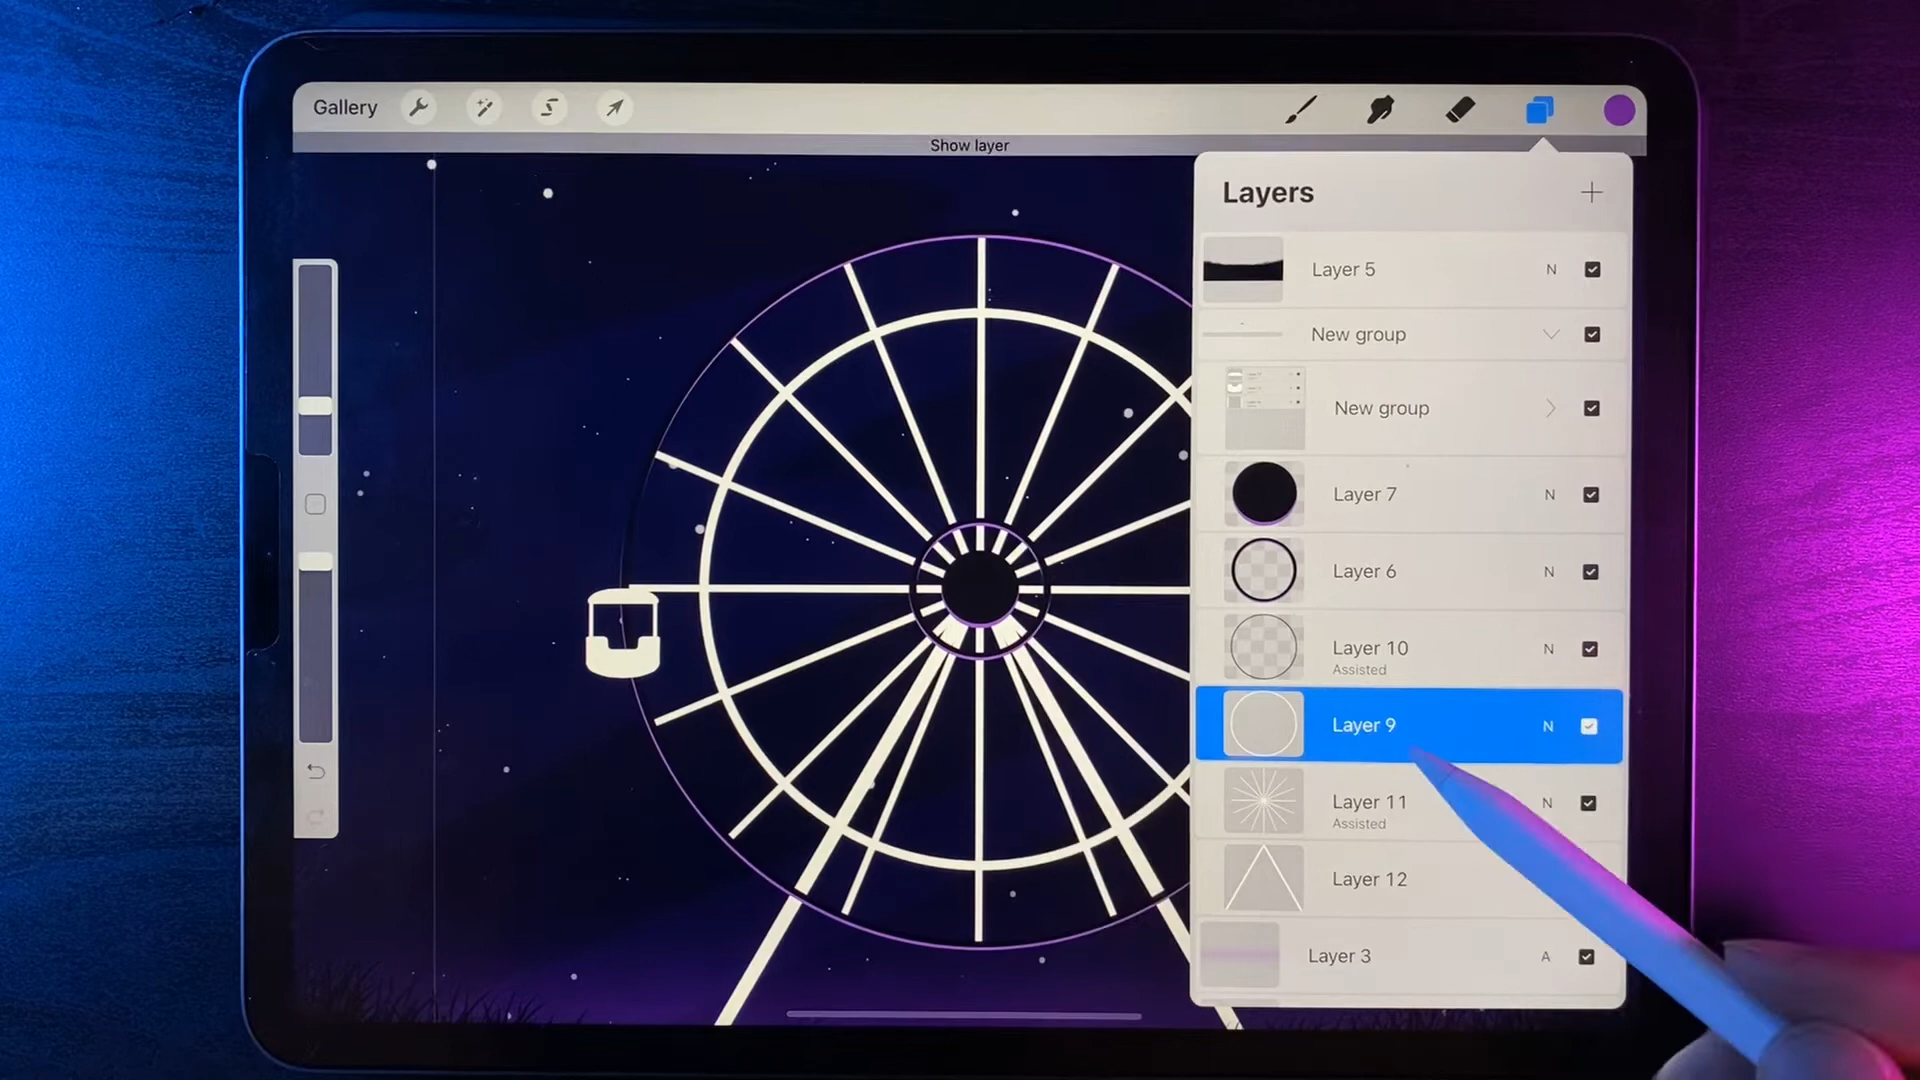 Gallery
Show layer
Layers
Layer 5 N
New group
New group
Layer 7 N
Layer 6 N
Layer 10 N
Assisted
Layer 9 N
Layer 11 N
Assisted
Layer 12
Layer 3 A